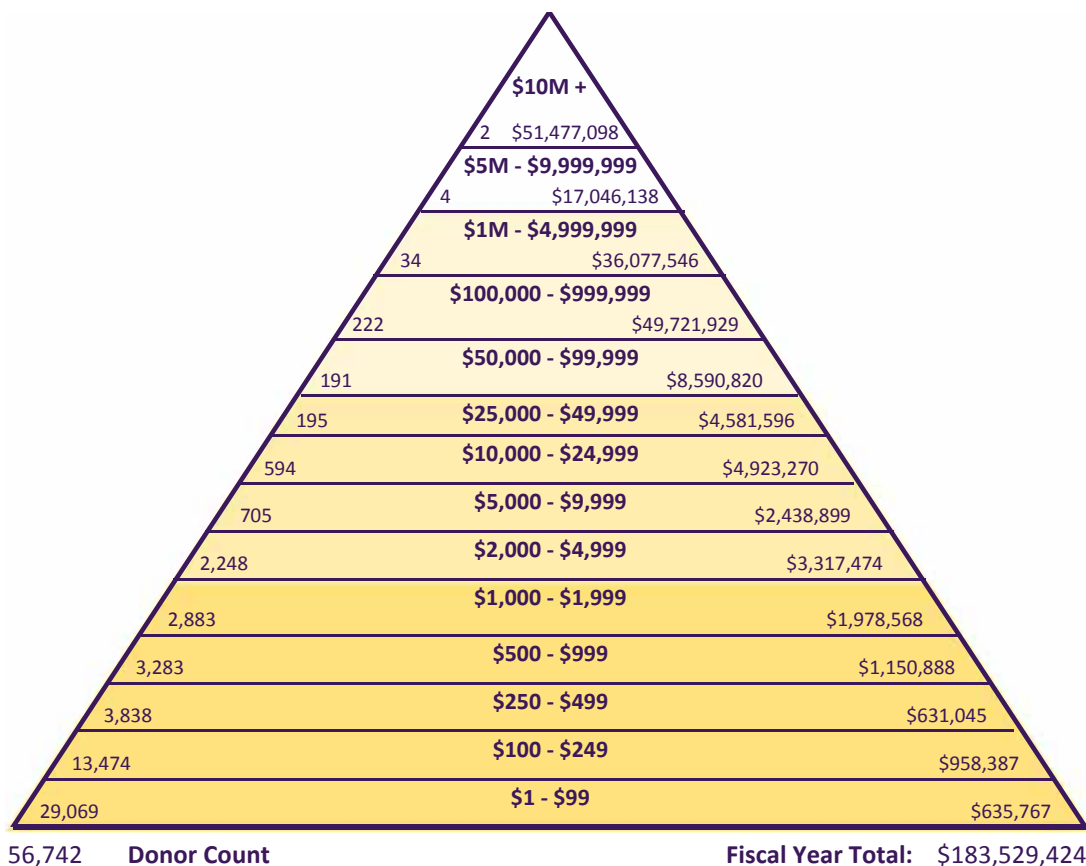 $10M +
2 $51,477,098
$5M - $9,999,999
4 $17,046,138
$1M - $4,999,999
34 $36,077,546
$100,000 - $999,999
222 $49,721,929
$50,000 - $99,999
191 $8,590,820
195 $25,000 - $49,999 $4,581,596
$10,000 - $24,999
594 $4,923,270
$5,000 - $9,999
705 $2,438,899
$2,000 - $4,999
2,248 $3,317,474
$1,000 - $1,999
2,883 $1,978,568
$500 - $999
3,283 $1,150,888
$250 - $499
3,838 $631,045
$100 - $249
13,474 $958,387
$1 - $99
29,069 $635,767
56,742 Donor Count Fiscal Year Total: $183,529,424